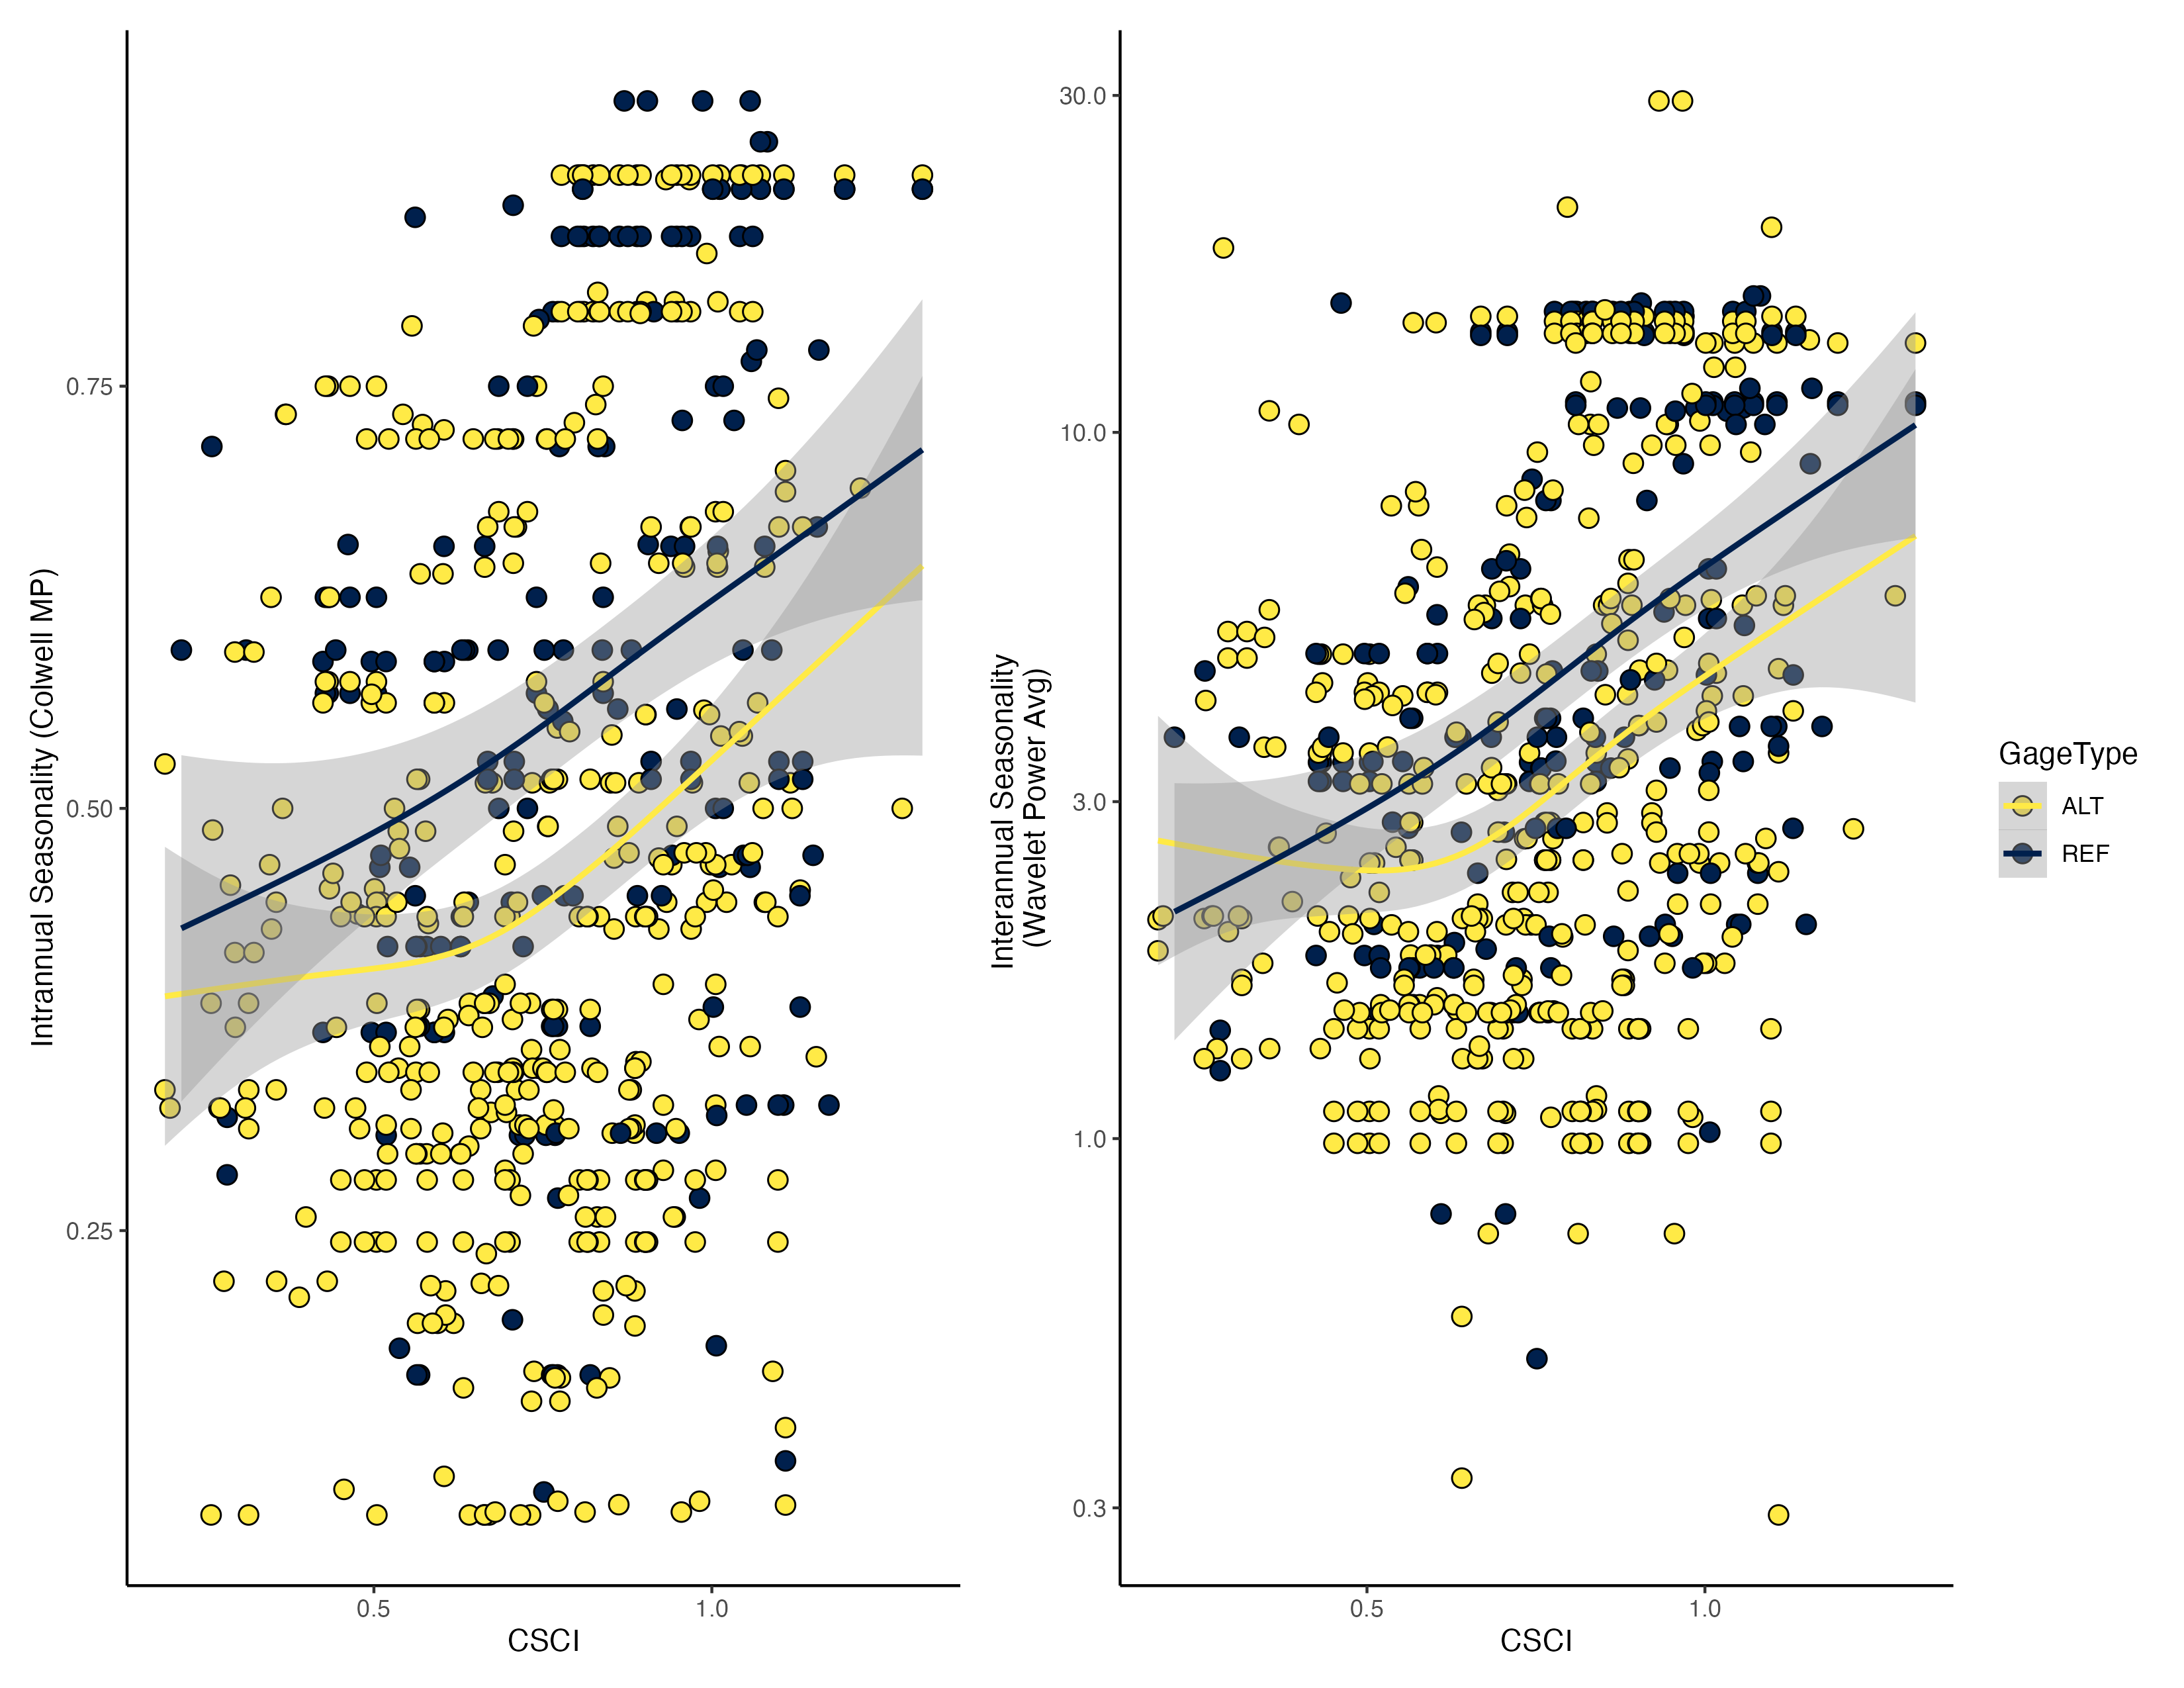 Intrannual Seasonality (Colwell MP)
0.75
0.50
0.25
0.5
1.0
CSCI
Interannual Seasonality
(Wavelet Power Avg)
30.0
10.0
3.0
1.0
0.3
0.5
1.0
CSCI
GageType
ALT
REF